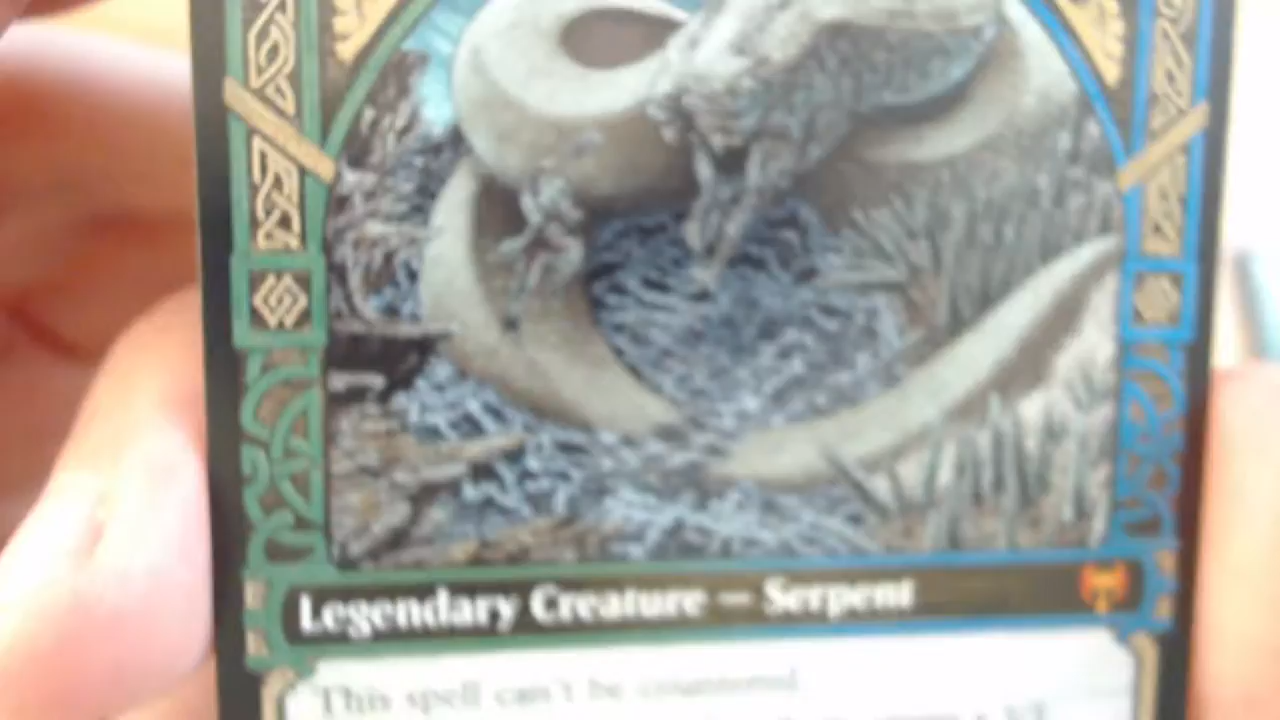 Legendary Creature — Serpent
This spell can't be countered.